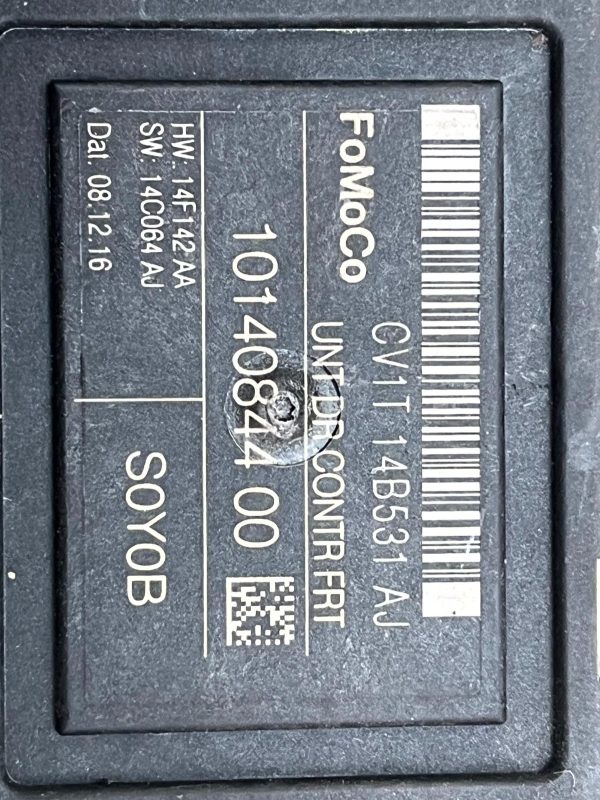 CV1T 14B531 AJ
FoMoCo UNT DR CONTR FRT
10140844 00
HW.: 14F142 AA
SW: 14C064 AJ
Dat. 08.12.16
S0Y0B